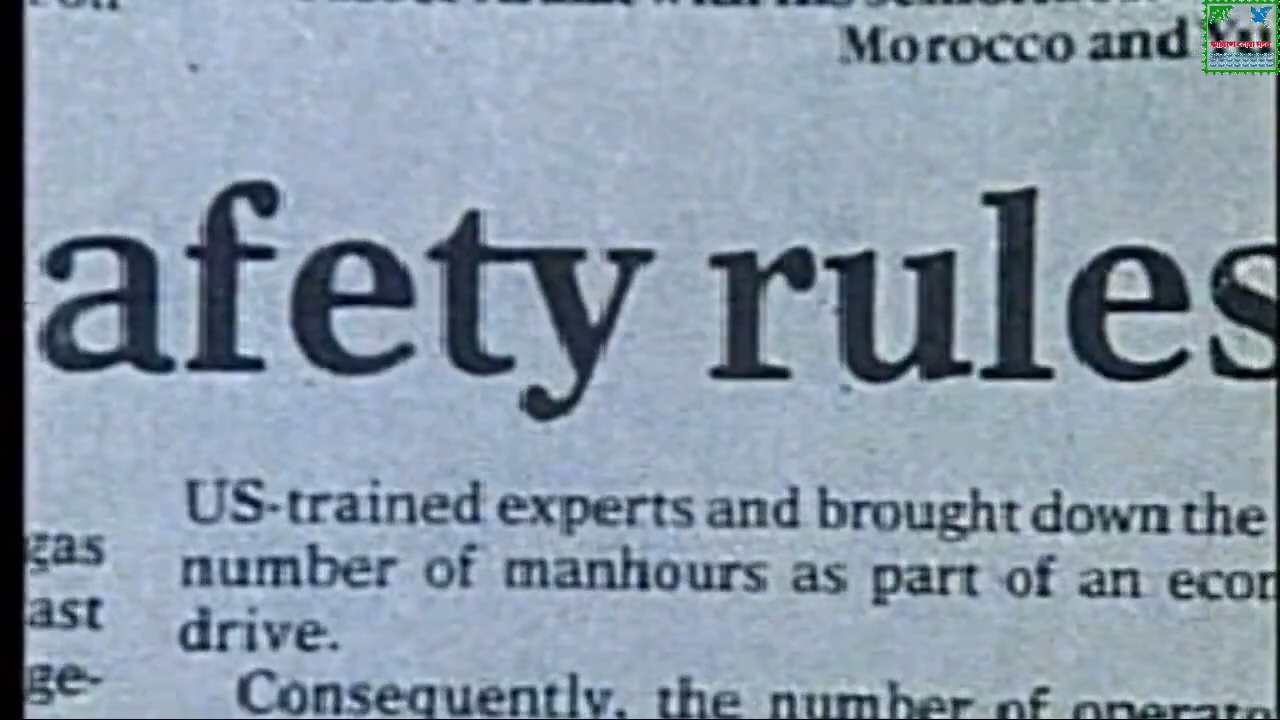 Morocco and
afety rules
US-trained experts and brought down the
number of manhours as part of an econ
drive.
Consequently, the number of operato
gas
ast
ge-